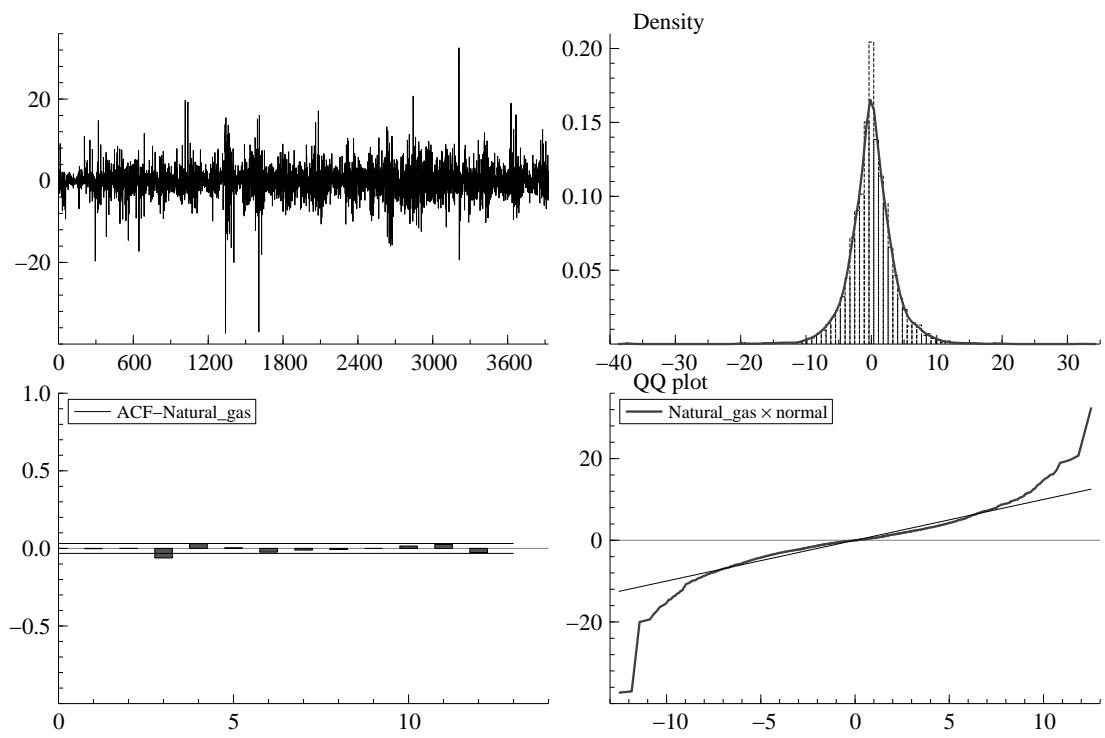 20
0
−20
0 600 1200 1800 2400 3000 3600
Density
0.20
0.15
0.10
0.05
−40 −30 −20 −10 0 10 20 30
1.0
0.5
0.0
−0.5
ACF−Natural_gas
0 5 10
QQ plot
Natural_gas × normal
20
0
−20
−10 −5 0 5 10